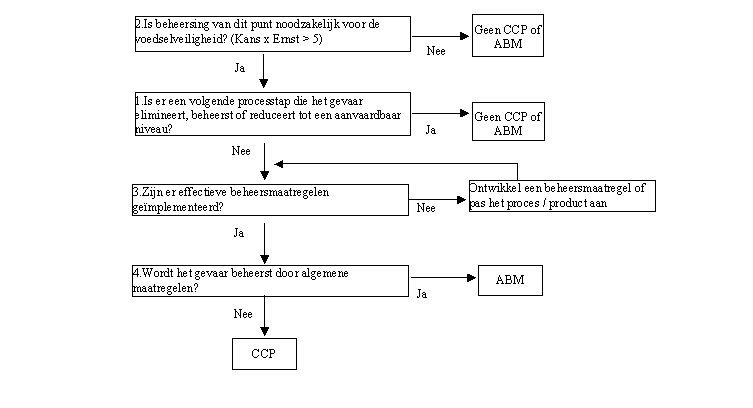 2.Is beheersing van dit punt noodzakelijk voor de
voedselveiligheid? (Kans x Ernst > 5)
Geen CCP of
ABM
Nee
Ja
1.Is er een volgende processtap die het gevaar
elimineert, beheerst of reduceert tot een aanvaardbaar
niveau?
Geen CCP of
ABM
Ja
Nee
3.Zijn er effectieve beheersmaatregelen
geïmplementeerd?
Ontwikkel een beheersmaatregel of
pas het proces / product aan
Nee
Ja
4.Wordt het gevaar beheerst door algemene
maatregelen?
ABM
Ja
Nee
CCP